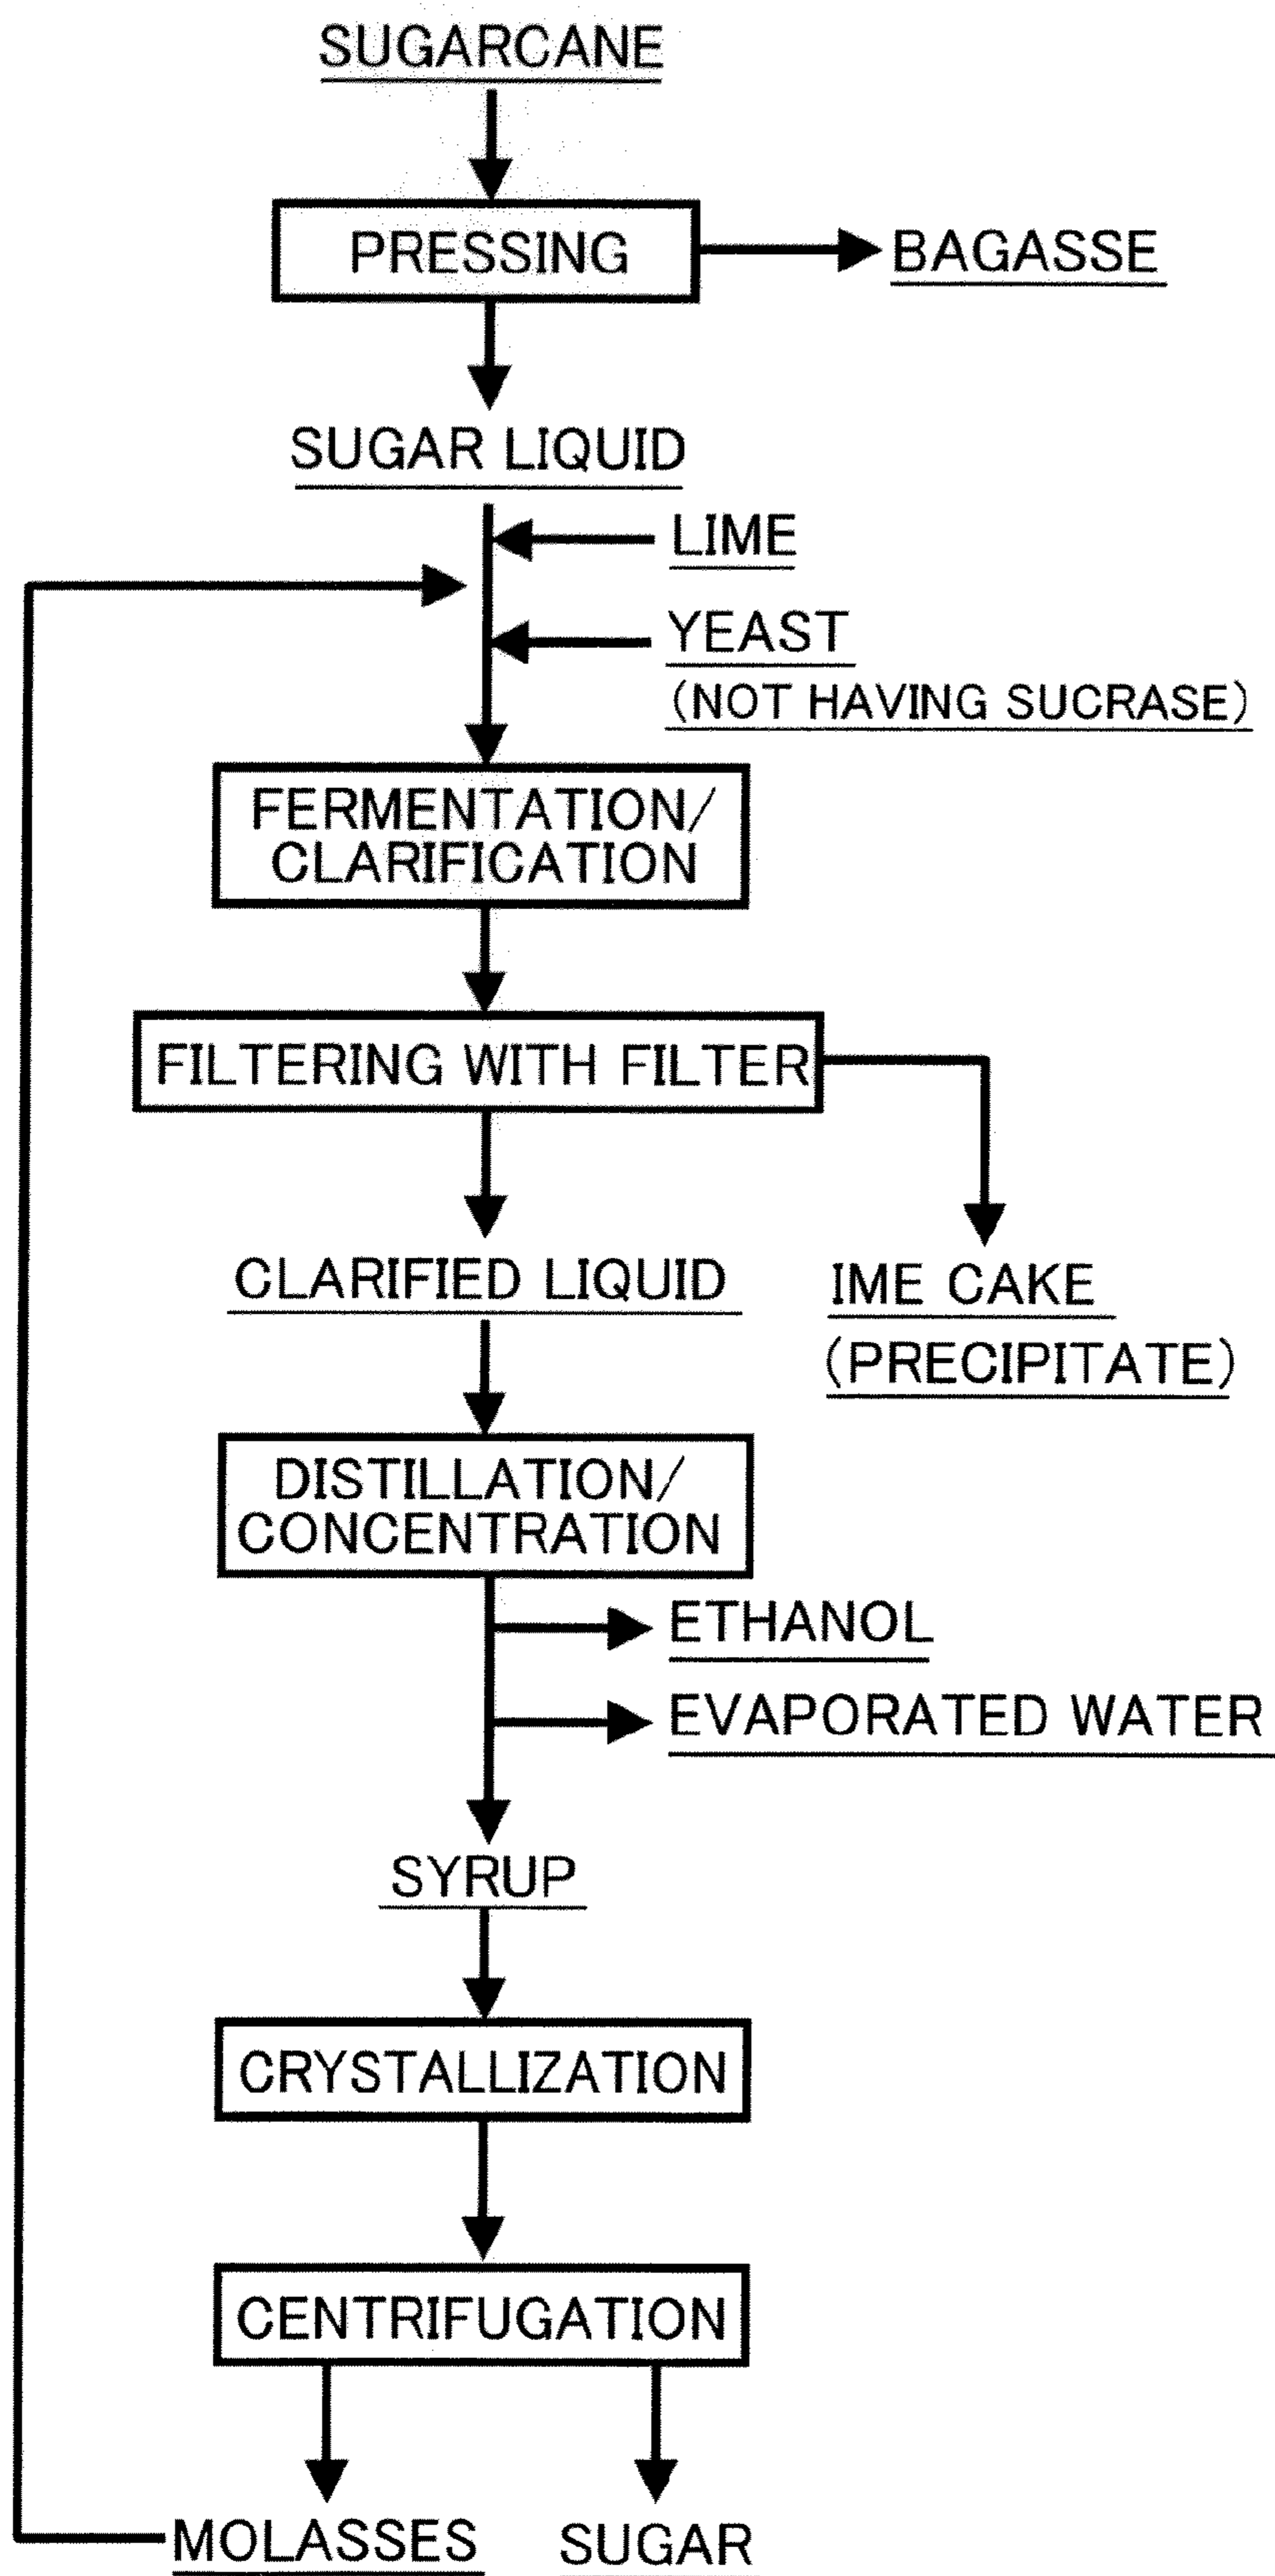 SUGARCANE
PRESSING
BAGASSE
SUGAR LIQUID
LIME
YEAST
(NOT HAVING SUCRASE)
FERMENTATION/
CLARIFICATION
FILTERING WITH FILTER
CLARIFIED LIQUID
IME CAKE
(PRECIPITATE)
DISTILLATION/
CONCENTRATION
ETHANOL
EVAPORATED WATER
SYRUP
CRYSTALLIZATION
CENTRIFUGATION
MOLASSES
SUGAR